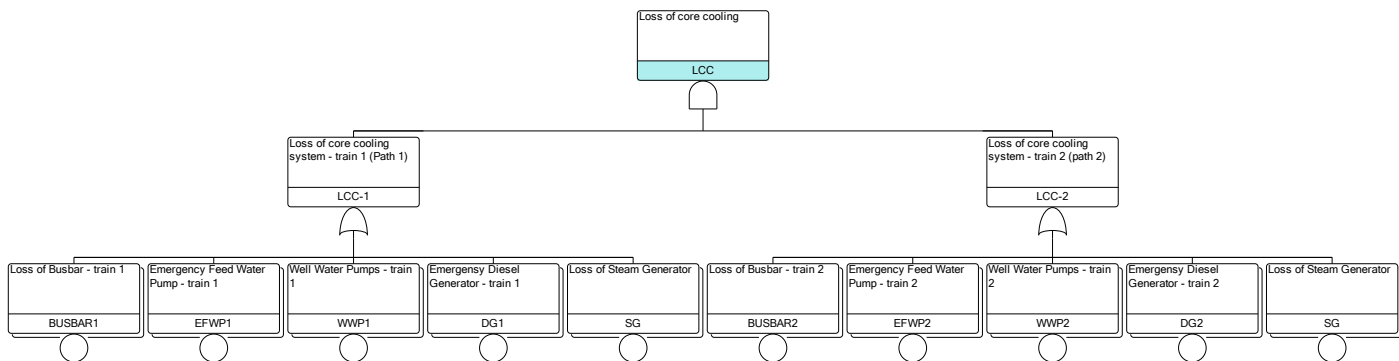 Loss of core cooling
LCC
Loss of core cooling
system - train 1 (Path 1)
LCC-1
Loss of core cooling
system - train 2 (path 2)
LCC-2
Loss of Busbar - train 1
BUSBAR1
Emergency Feed Water
Pump - train 1
EFWP1
Well Water Pumps - train
1
WWP1
Emergensy Diesel
Generator - train 1
DG1
Loss of Steam Generator
SG
Loss of Busbar - train 2
BUSBAR2
Emergency Feed Water
Pump - train 2
EFWP2
Well Water Pumps - train
2
WWP2
Emergensy Diesel
Generator - train 2
DG2
Loss of Steam Generator
SG